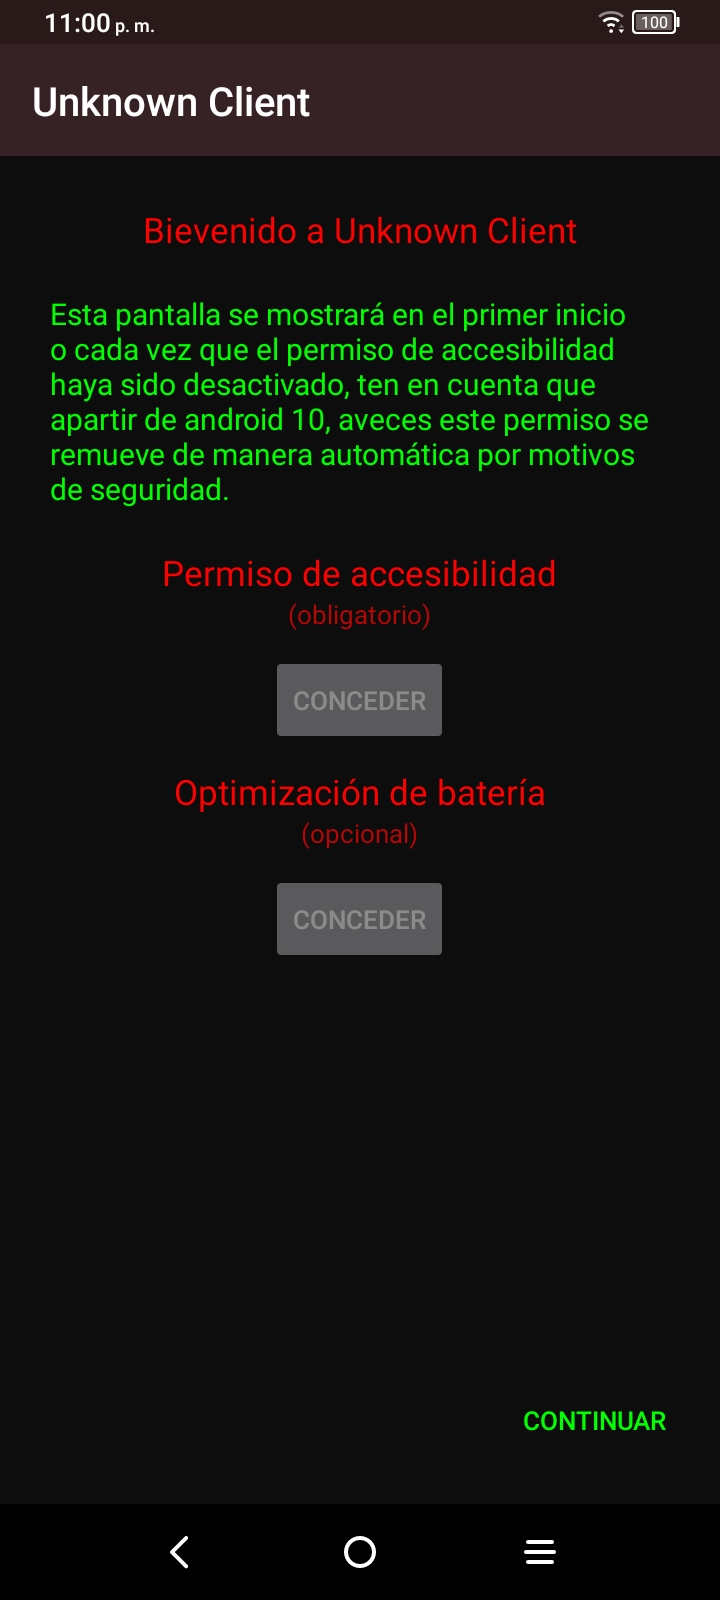 11:00 p. m.
100
Unknown Client
Bievenido a Unknown Client
Esta pantalla se mostrará en el primer inicio
o cada vez que el permiso de accesibilidad
haya sido desactivado, ten en cuenta que
apartir de android 10, aveces este permiso se
remueve de manera automática por motivos
de seguridad.
Permiso de accesibilidad
(obligatorio)
CONCEDER
Optimización de batería
(opcional)
CONCEDER
CONTINUAR